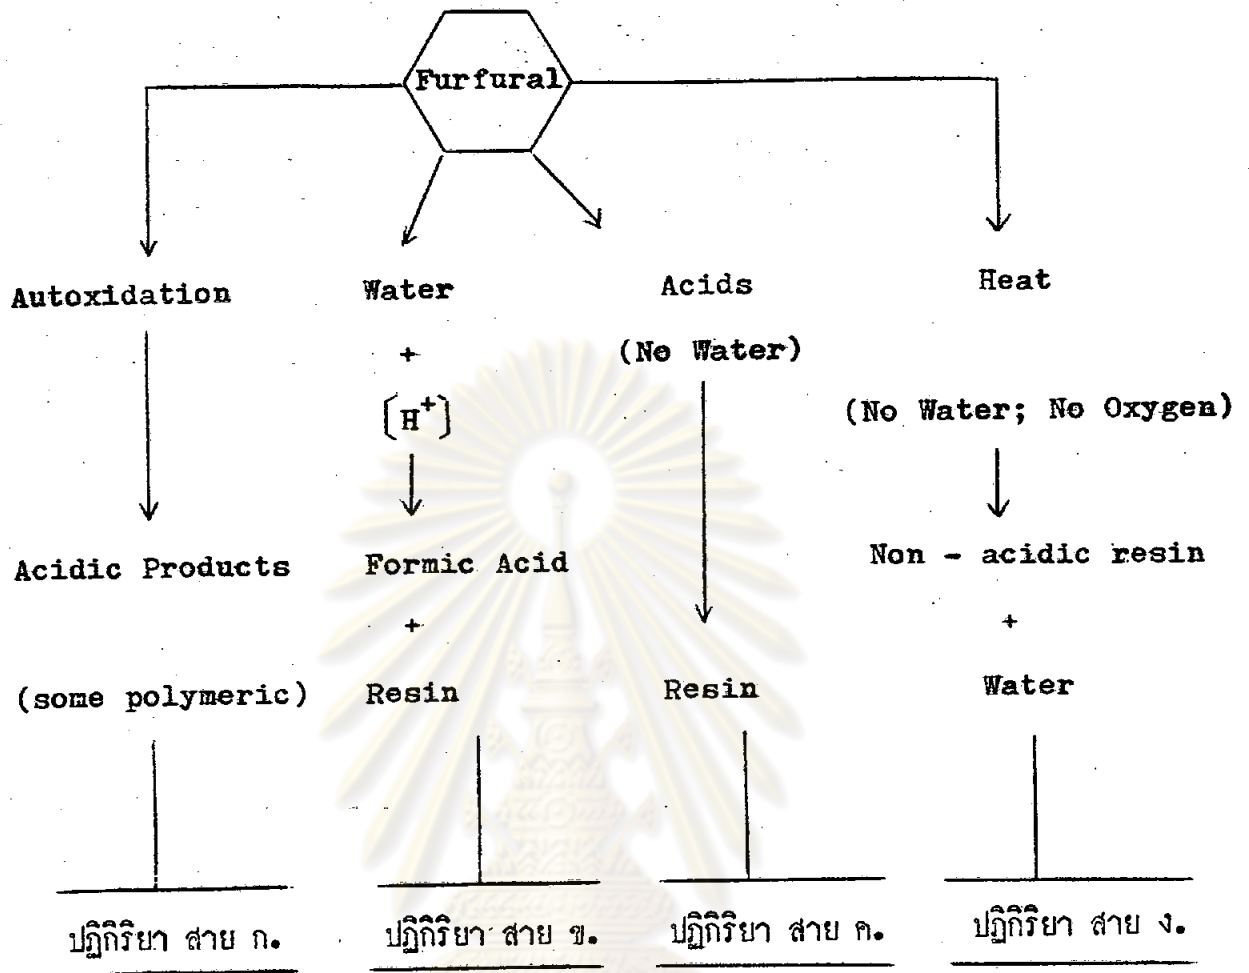 Furfural
Autoxidation
Acidic Products
(some polymeric)
ปฏิกิริยา สาย ก.
Water
+
[H+]
Formic Acid
+
Resin
ปฏิกิริยา สาย ข.
Acids
(No Water)
Resin
ปฏิกิริยา สาย ค.
Heat
(No Water; No Oxygen)
Non - acidic resin
+
Water
ปฏิกิริยา สาย ง.